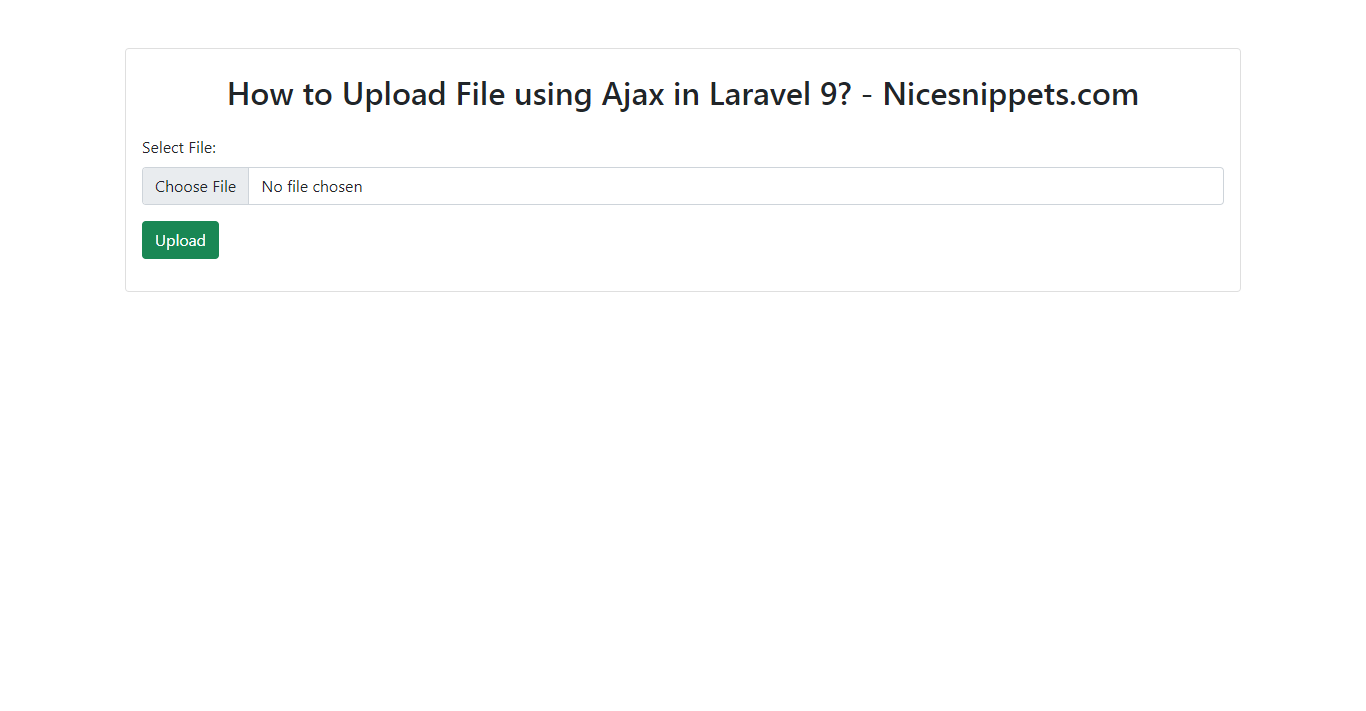 How to Upload File using Ajax in Laravel 9? - Nicesnippets.com
Select File:
Choose File No file chosen
Upload